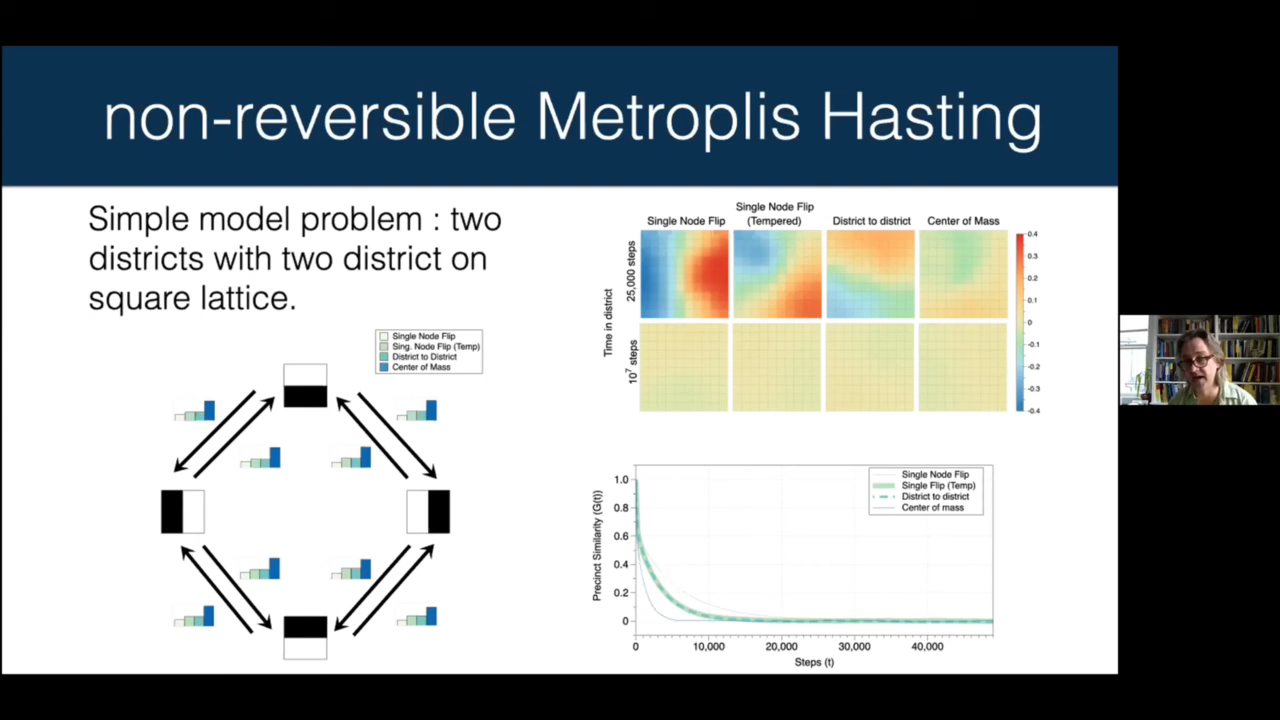 non-reversible Metroplis Hasting
Simple model problem : two
districts with two district on
square lattice.
Single Node Flip
Sing. Node Flip (Temp)
District to District
Center of Mass
Single Node Flip
Single Node Flip
(Tempered)
District to district
Center of Mass
Time in district
25,000 steps
10⁷ steps
0.4
0.3
0.2
0.1
0
-0.1
-0.2
-0.3
-0.4
Precinct Similarity (G(t))
1.0
0.8
0.6
0.4
0.2
0
Single Node Flip
Single Flip (Temp)
District to district
Center of mass
0
10,000
20,000
30,000
40,000
Steps (t)